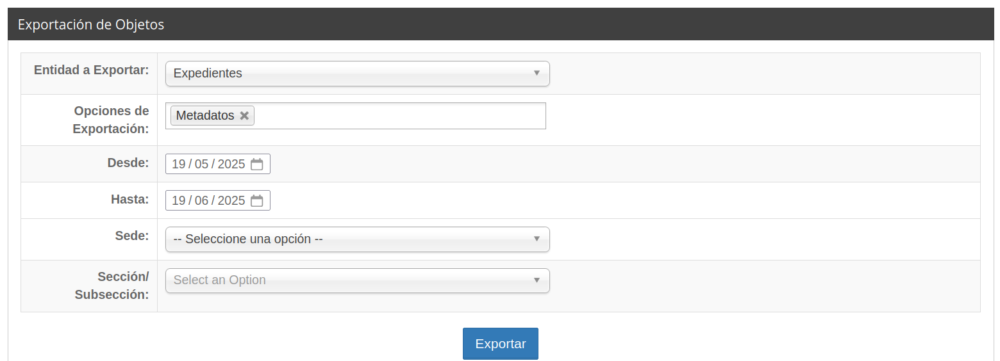 Exportación de Objetos
Entidad a Exportar:
Expedientes
Opciones de
Exportación:
Metadatos
Desde:
19 / 05 / 2025
Hasta:
19 / 06 / 2025
Sede:
-- Seleccione una opción --
Sección/
Subsección:
Select an Option
Exportar